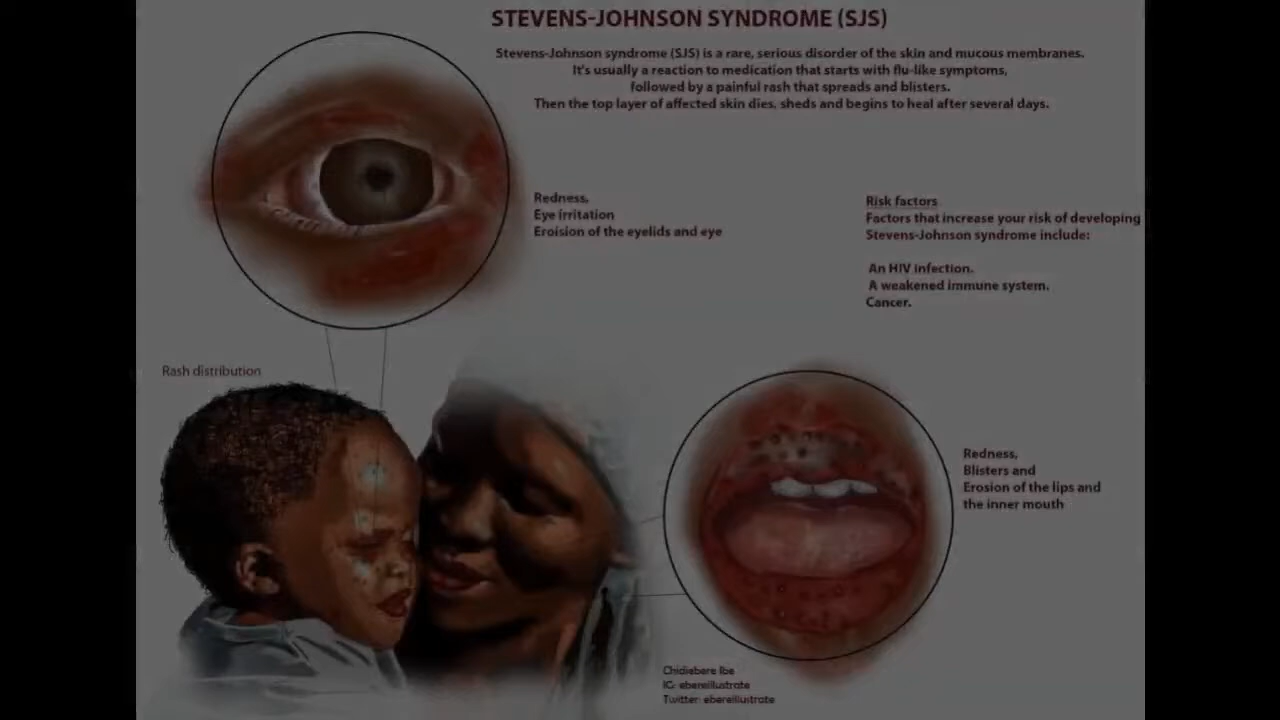 STEVENS-JOHNSON SYNDROME (SJS)
Stevens-Johnson syndrome (SJS) is a rare, serious disorder of the skin and mucous membranes.
It's usually a reaction to medication that starts with flu-like symptoms,
followed by a painful rash that spreads and blisters.
Then the top layer of affected skin dies, sheds and begins to heal after several days.
Redness,
Eye irritation
Eroision of the eyelids and eye
Risk factors
Factors that increase your risk of developing
Stevens-Johnson syndrome include:
An HIV infection.
A weakened immune system.
Cancer.
Rash distribution
Redness,
Blisters and
Erosion of the lips and
the inner mouth
Chidiebere Ibe
IG: ebereillustrate
Twitter: ebereillustrate